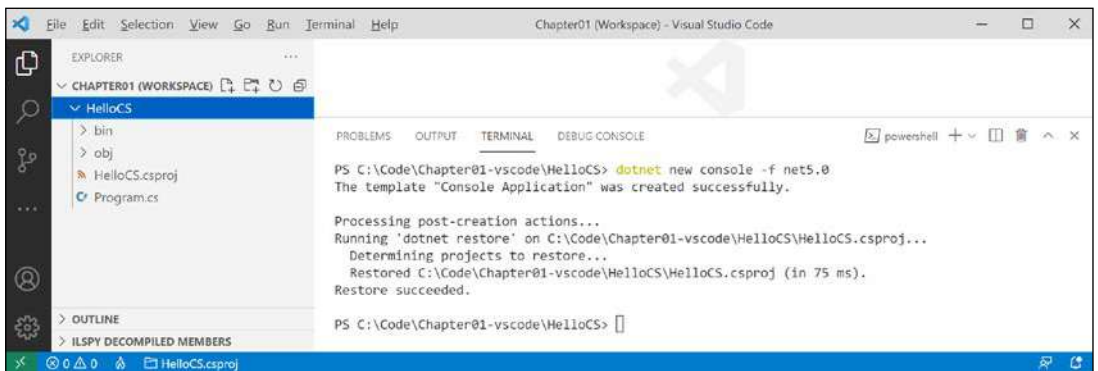 File Edit Selection View Go Run Terminal Help
Chapter01 (Workspace) - Visual Studio Code
EXPLORER
CHAPTER01 (WORKSPACE)
HelloCS
bin
obj
HelloCS.csproj
Program.cs
OUTLINE
ILSPY DECOMPILED MEMBERS
PROBLEMS OUTPUT TERMINAL DEBUG CONSOLE
powershell
PS C:\Code\Chapter01-vscode\HelloCS> dotnet new console -f net5.0
The template "Console Application" was created successfully.
Processing post-creation actions...
Running 'dotnet restore' on C:\Code\Chapter01-vscode\HelloCS\HelloCS.csproj...
Determining projects to restore...
Restored C:\Code\Chapter01-vscode\HelloCS\HelloCS.csproj (in 75 ms).
Restore succeeded.
PS C:\Code\Chapter01-vscode\HelloCS>
0 0 HelloCS.csproj